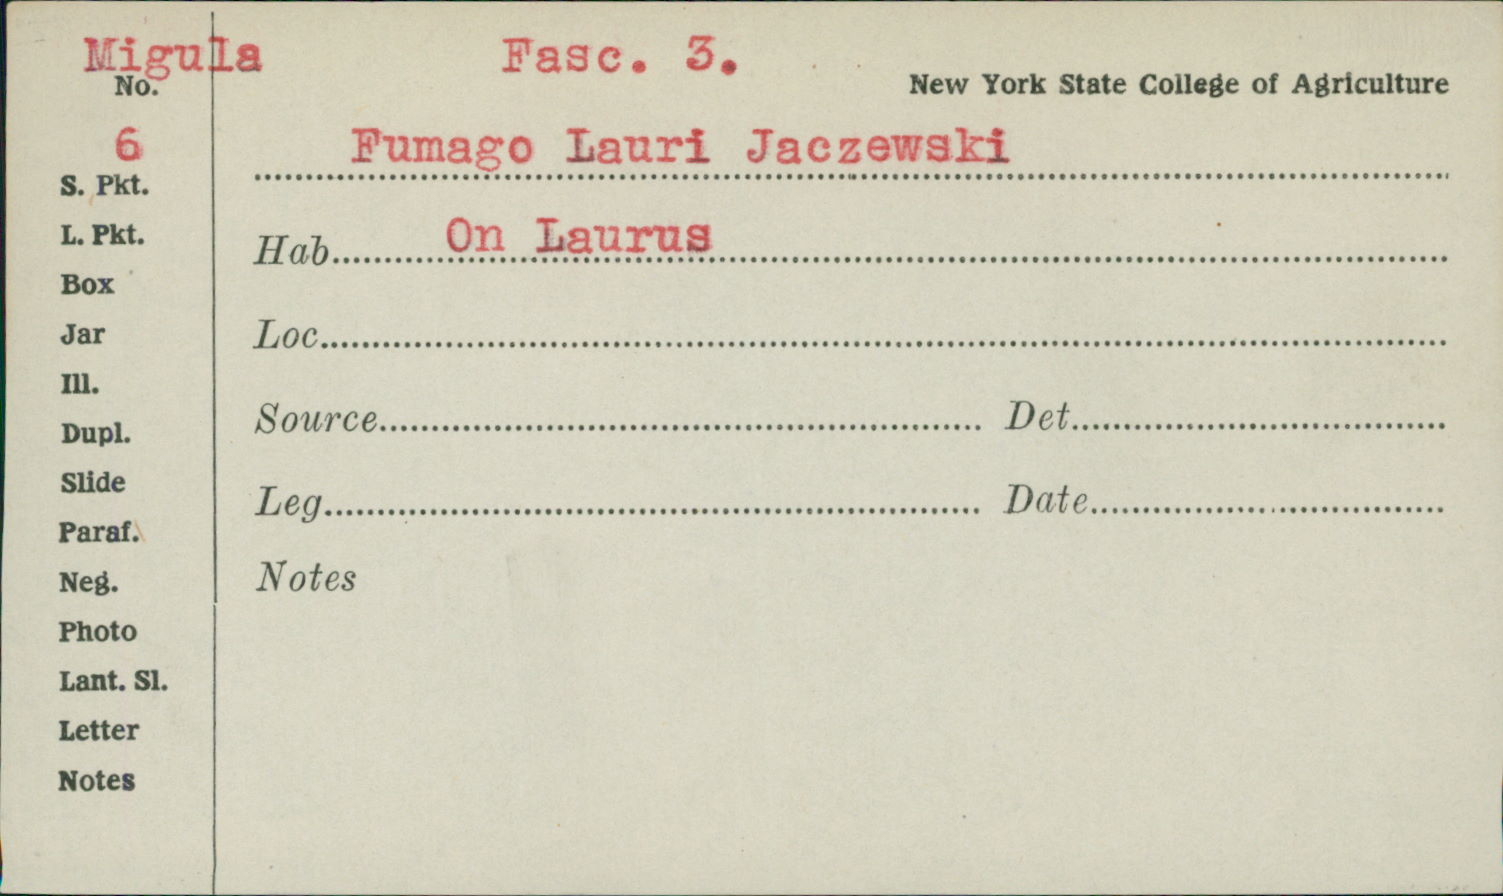 Migula Fasc. 3.
No. New York State College of Agriculture
6 Fumago Lauri Jaczewski
S. Pkt.
L. Pkt. Hab. On Laurus
Box
Jar Loc.
Ill.
Dupl. Source Det.
Slide
Leg. Date
Paraf.
Neg. Notes
Photo
Lant. Sl.
Letter
Notes